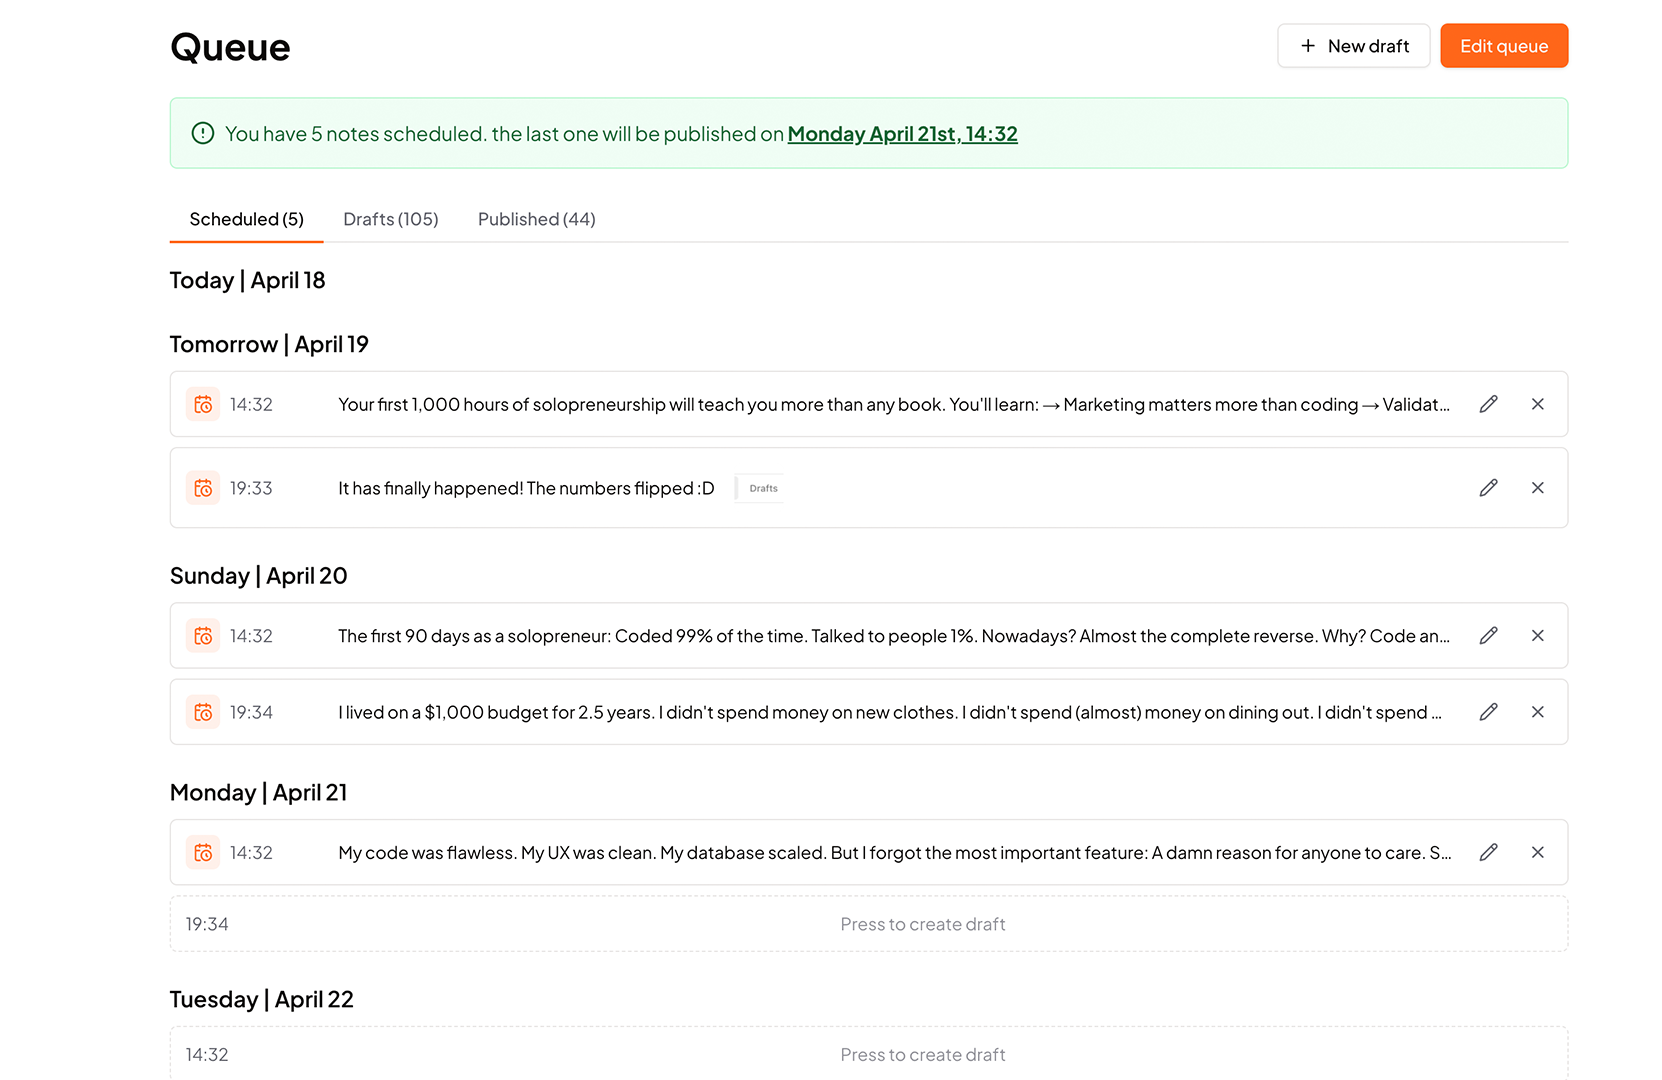 Queue
+ New draft
Edit queue
You have 5 notes scheduled. the last one will be published on Monday April 21st, 14:32
Scheduled (5)
Drafts (105)
Published (44)
Today | April 18
Tomorrow | April 19
14:32 Your first 1,000 hours of solopreneurship will teach you more than any book. You'll learn: → Marketing matters more than coding → Validat...
19:33 It has finally happened! The numbers flipped :D Drafts
Sunday | April 20
14:32 The first 90 days as a solopreneur: Coded 99% of the time. Talked to people 1%. Nowadays? Almost the complete reverse. Why? Code an...
19:34 I lived on a $1,000 budget for 2.5 years. I didn't spend money on new clothes. I didn't spend (almost) money on dining out. I didn't spend ...
Monday | April 21
14:32 My code was flawless. My UX was clean. My database scaled. But I forgot the most important feature: A damn reason for anyone to care. S...
19:34 Press to create draft
Tuesday | April 22
14:32 Press to create draft